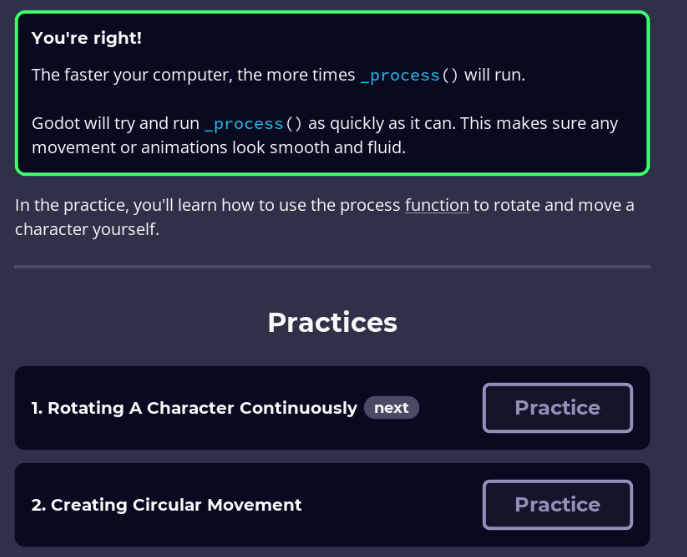 You're right!
The faster your computer, the more times _process() will run.
Godot will try and run _process() as quickly as it can. This makes sure any
movement or animations look smooth and fluid.
In the practice, you'll learn how to use the process function to rotate and move a
character yourself.
Practices
1. Rotating A Character Continuously next Practice
2. Creating Circular Movement Practice